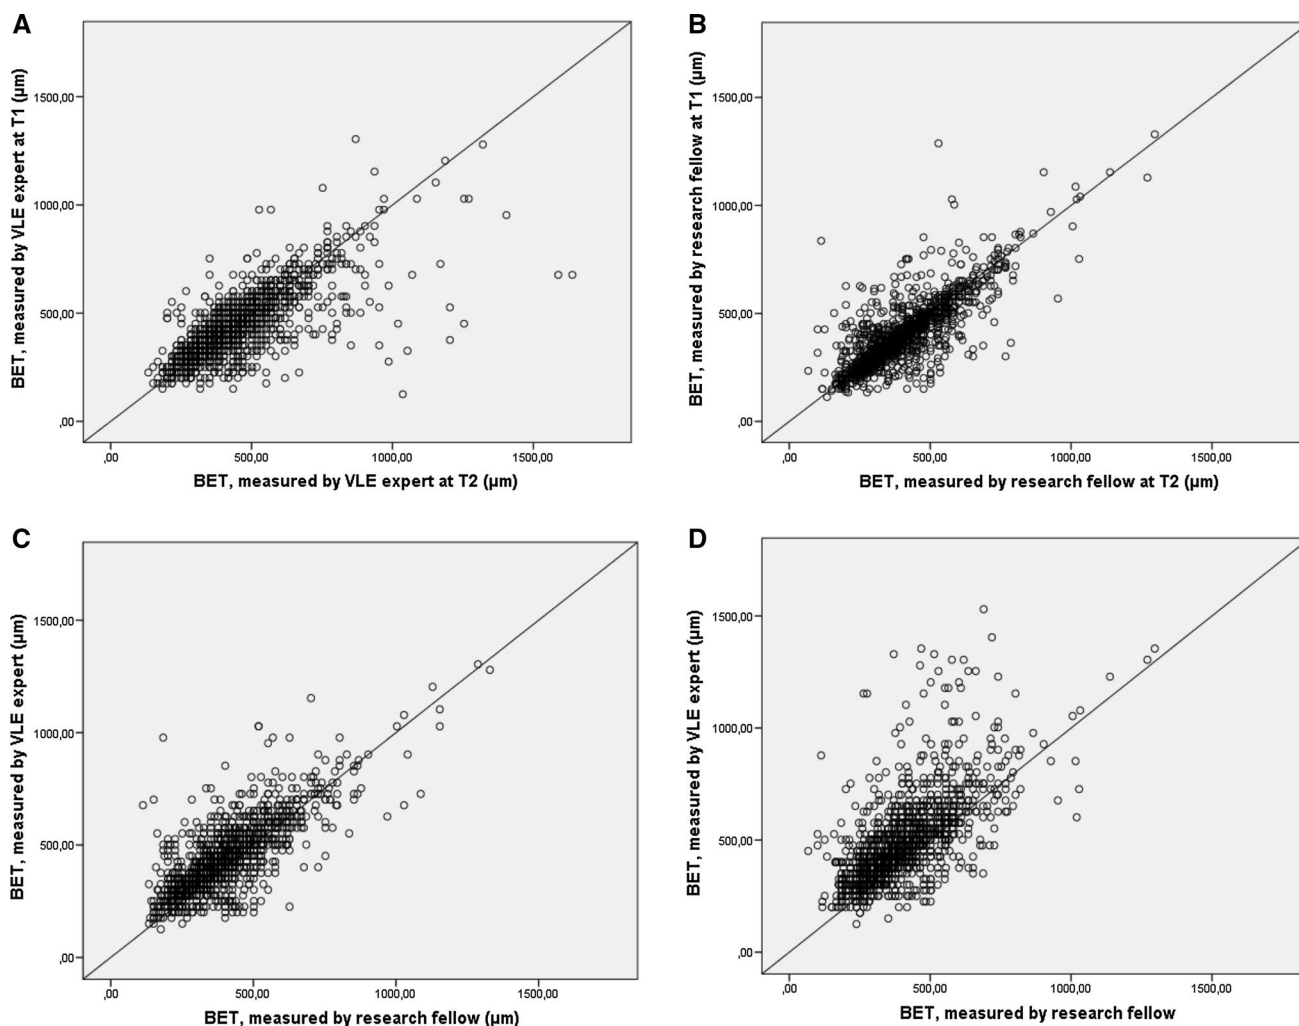 A
BET, measured by VLE expert at T1 (µm)
1500,00
1000,00
500,00
,00
,00 500,00 1000,00 1500,00
BET, measured by VLE expert at T2 (µm)
B
BET, measured by research fellow at T1 (µm)
1500,00
1000,00
500,00
,00
,00 500,00 1000,00 1500,00
BET, measured by research fellow at T2 (µm)
C
BET, measured by VLE expert (µm)
1500,00
1000,00
500,00
,00
,00 500,00 1000,00 1500,00
BET, measured by research fellow (µm)
D
BET, measured by VLE expert (µm)
1500,00
1000,00
500,00
,00
,00 500,00 1000,00 1500,00
BET, measured by research fellow